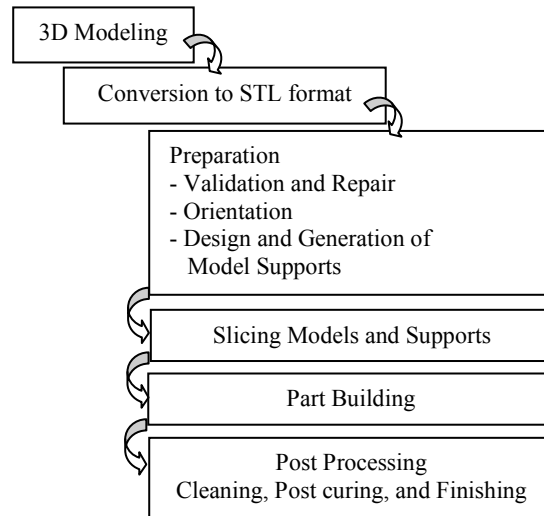 3D Modeling
Conversion to STL format
Preparation
- Validation and Repair
- Orientation
- Design and Generation of
Model Supports
Slicing Models and Supports
Part Building
Post Processing
Cleaning, Post curing, and Finishing